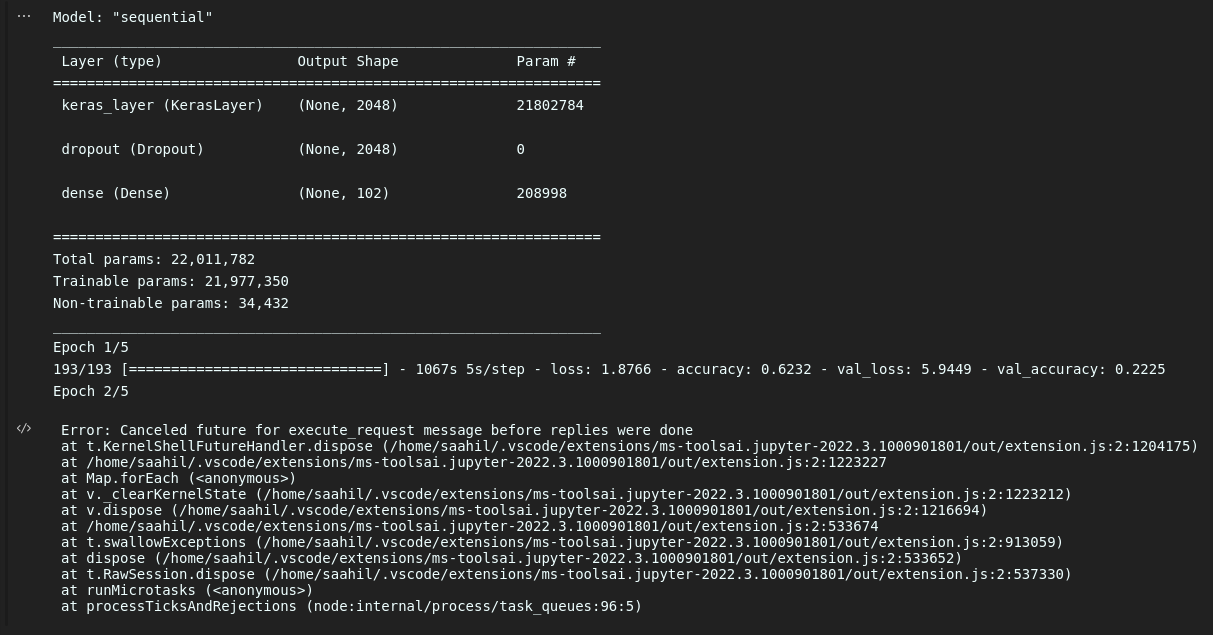 Model: "sequential"
_________________________________________________________________
Layer (type) Output Shape Param #
=================================================================
keras_layer (KerasLayer) (None, 2048) 21802784
dropout (Dropout) (None, 2048) 0
dense (Dense) (None, 102) 208998
=================================================================
Total params: 22,011,782
Trainable params: 21,977,350
Non-trainable params: 34,432
_________________________________________________________________
Epoch 1/5
193/193 [==============================] - 1067s 5s/step - loss: 1.8766 - accuracy: 0.6232 - val_loss: 5.9449 - val_accuracy: 0.2225
Epoch 2/5
Error: Canceled future for execute_request message before replies were done
at t.KernelShellFutureHandler.dispose (/home/saahil/.vscode/extensions/ms-toolsai.jupyter-2022.3.1000901801/out/extension.js:2:1204175)
at /home/saahil/.vscode/extensions/ms-toolsai.jupyter-2022.3.1000901801/out/extension.js:2:1223227
at Map.forEach (<anonymous>)
at v._clearKernelState (/home/saahil/.vscode/extensions/ms-toolsai.jupyter-2022.3.1000901801/out/extension.js:2:1223212)
at v.dispose (/home/saahil/.vscode/extensions/ms-toolsai.jupyter-2022.3.1000901801/out/extension.js:2:1216694)
at /home/saahil/.vscode/extensions/ms-toolsai.jupyter-2022.3.1000901801/out/extension.js:2:533674
at t.swallowExceptions (/home/saahil/.vscode/extensions/ms-toolsai.jupyter-2022.3.1000901801/out/extension.js:2:913059)
at dispose (/home/saahil/.vscode/extensions/ms-toolsai.jupyter-2022.3.1000901801/out/extension.js:2:533652)
at t.RawSession.dispose (/home/saahil/.vscode/extensions/ms-toolsai.jupyter-2022.3.1000901801/out/extension.js:2:537330)
at runMicrotasks (<anonymous>)
at processTicksAndRejections (node:internal/process/task_queues:96:5)